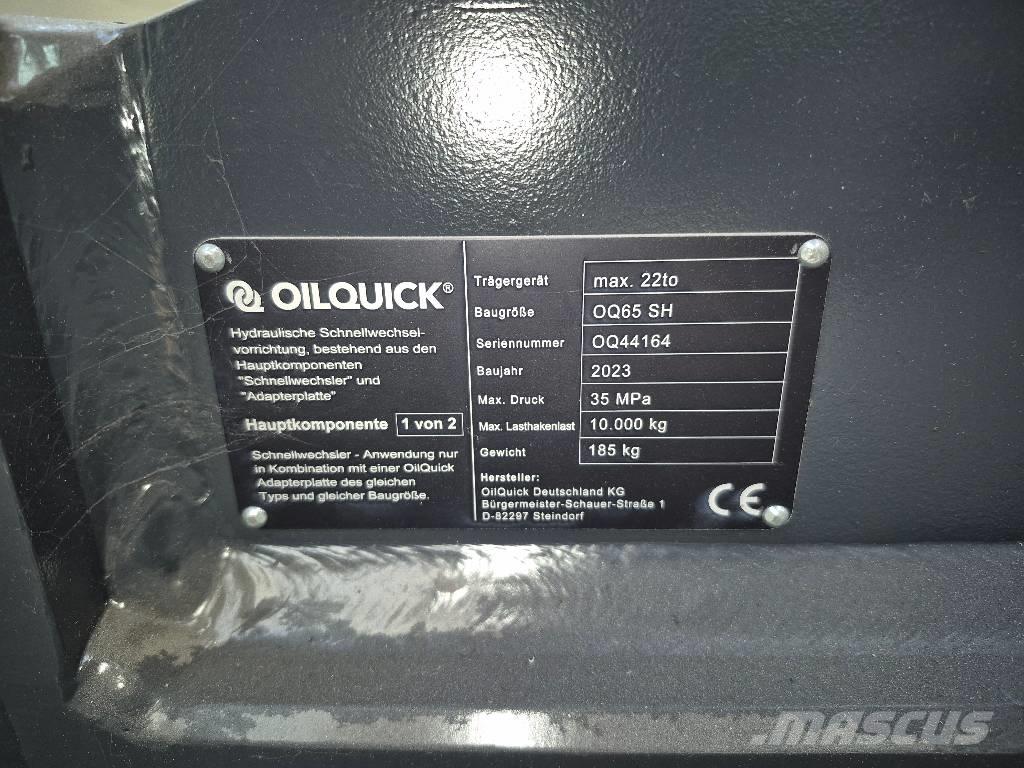 OILQUICK®
Hydraulische Schnellwechsel-
vorrichtung, bestehend aus den
Hauptkomponenten
"Schnellwechsler" und
"Adapterplatte"
Hauptkomponente 1 von 2
Schnellwechsler - Anwendung nur
in Kombination mit einer OilQuick
Adapterplatte des gleichen
Typs und gleicher Baugröße.
Trägergerät max. 22to
Baugröße OQ65 SH
Seriennummer OQ44164
Baujahr 2023
Max. Druck 35 MPa
Max. Lasthakenlast 10.000 kg
Gewicht 185 kg
Hersteller:
OilQuick Deutschland KG
Bürgermeister-Schauer-Straße 1
D-82297 Steindorf
CE
MASCUS